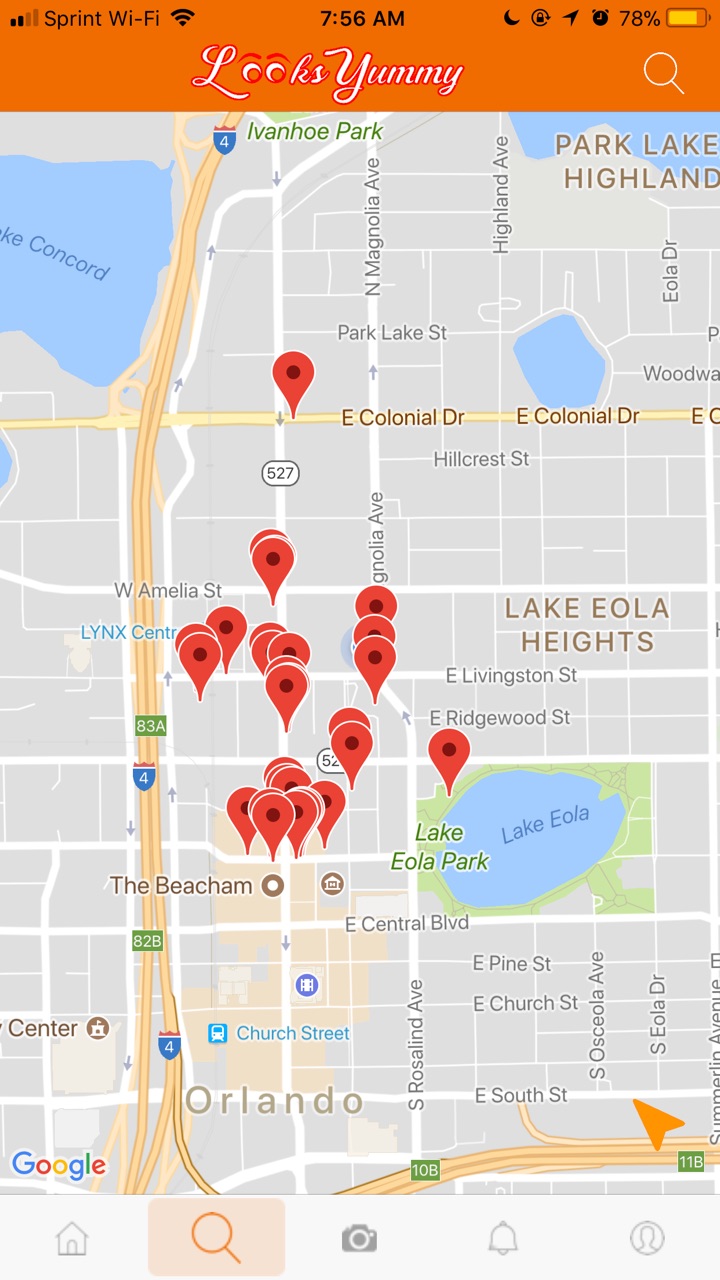 Sprint Wi-Fi 7:56 AM 78%
Looks Yummy
4
Ivanhoe Park
PARK LAKE
HIGHLAND
N Magnolia Ave
Highland Ave
Eola Dr
ke Concord
Park Lake St
Woodwa
E Colonial Dr
E Colonial Dr
E C
Hillcrest St
527
gnolia Ave
W Amelia St
LYNX Centr
LAKE EOLA
HEIGHTS
E Livingston St
E Ridgewood St
83A
52
4
Lake
Eola Park
Lake Eola
The Beacham
E Central Blvd
82B
E Pine St
S Osceola Ave
S Eola Dr
S Rosalind Ave
Summerlin Avenue
E Church St
y Center
Church Street
4
Orlando
E South St
Google
10B
11B